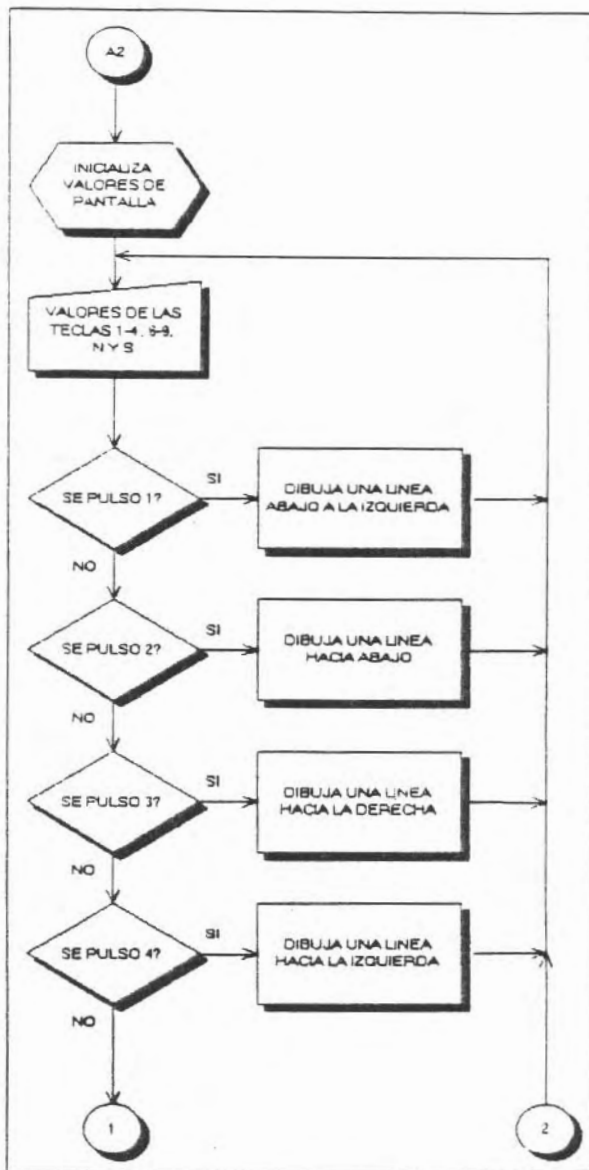 A2
INICIALIZA
VALORES DE
PANTALLA
VALORES DE LAS
TECLAS 1-4, 6-9,
N Y S
SE PULSO 1?
SI
DIBUJA UNA LINEA
ABAJO A LA IZQUIERDA
NO
SE PULSO 2?
SI
DIBUJA UNA LINEA
HACIA ABAJO
NO
SE PULSO 3?
SI
DIBUJA UNA LINEA
HACIA LA DERECHA
NO
SE PULSO 4?
SI
DIBUJA UNA LINEA
HACIA LA IZQUIERDA
NO
1
2